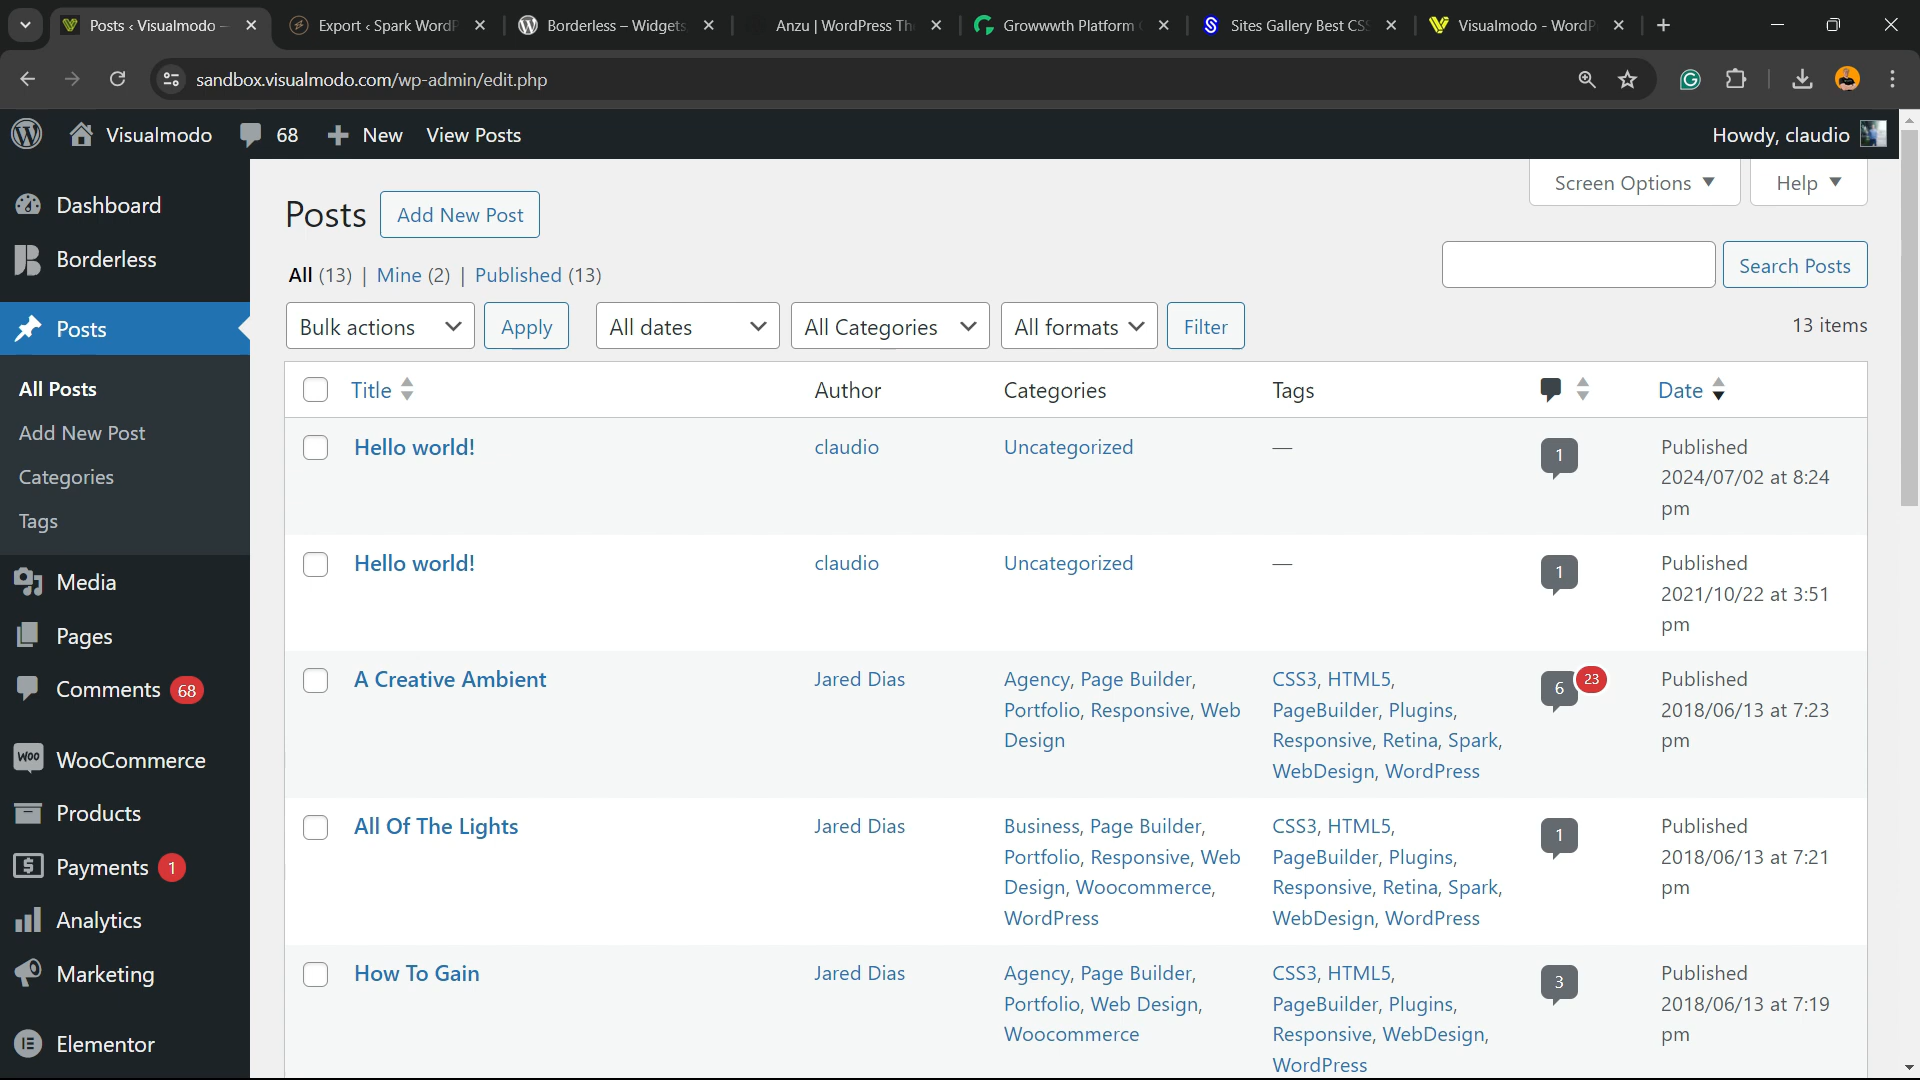 Posts ‹ Visualmodo –
Export ‹ Spark WordP
Borderless – Widgets
Anzu | WordPress Th
Growwwth Platform
Sites Gallery Best CSS
Visualmodo - WordP
sandbox.visualmodo.com/wp-admin/edit.php
Visualmodo
68
New
View Posts
Howdy, claudio
Dashboard
Borderless
Posts
All Posts
Add New Post
Categories
Tags
Media
Pages
Comments 68
WooCommerce
Products
Payments 1
Analytics
Marketing
Elementor
Screen Options
Help
Posts
Add New Post
Search Posts
All (13) | Mine (2) | Published (13)
Bulk actions
Apply
All dates
All Categories
All formats
Filter
13 items
Title
Author
Categories
Tags
Date
Hello world!
claudio
Uncategorized
—
1
Published
2024/07/02 at 8:24
pm
Hello world!
claudio
Uncategorized
—
1
Published
2021/10/22 at 3:51
pm
A Creative Ambient
Jared Dias
Agency, Page Builder,
Portfolio, Responsive, Web
Design
CSS3, HTML5,
PageBuilder, Plugins,
Responsive, Retina, Spark,
WebDesign, WordPress
6
23
Published
2018/06/13 at 7:23
pm
All Of The Lights
Jared Dias
Business, Page Builder,
Portfolio, Responsive, Web
Design, Woocommerce,
WordPress
CSS3, HTML5,
PageBuilder, Plugins,
Responsive, Retina, Spark,
WebDesign, WordPress
1
Published
2018/06/13 at 7:21
pm
How To Gain
Jared Dias
Agency, Page Builder,
Portfolio, Web Design,
Woocommerce
CSS3, HTML5,
PageBuilder, Plugins,
Responsive, WebDesign,
WordPress
3
Published
2018/06/13 at 7:19
pm